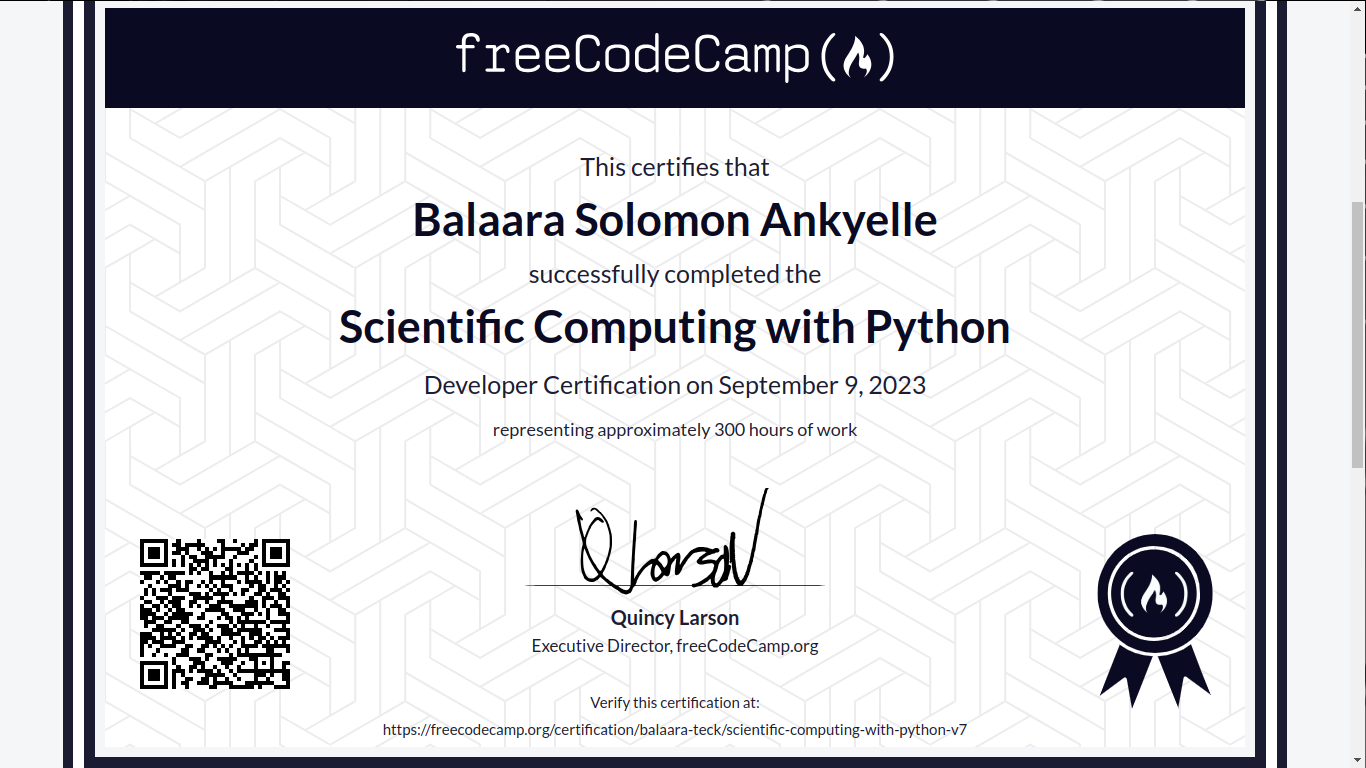 freeCodeCamp
This certifies that
Balaara Solomon Ankyelle
successfully completed the
Scientific Computing with Python
Developer Certification on September 9, 2023
representing approximately 300 hours of work
Quincy Larson
Executive Director, freeCodeCamp.org
Verify this certification at:
https://freecodecamp.org/certification/balaara-teck/scientific-computing-with-python-v7